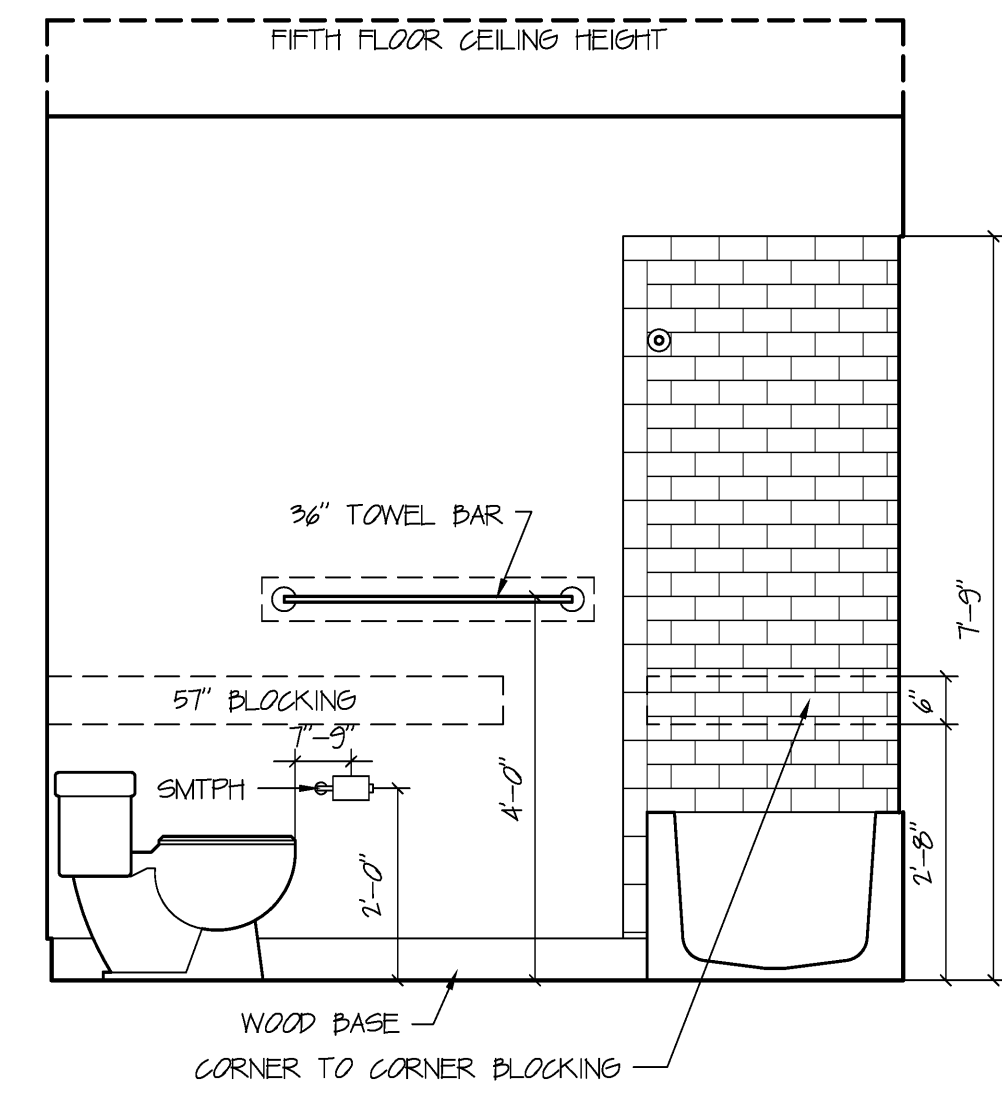 FIFTH FLOOR CEILING HEIGHT
36" TOWEL BAR
7'-9"
57" BLOCKING
6"
7"-9"
SMTPH
4'-0"
2'-8"
2'-0"
WOOD BASE
CORNER TO CORNER BLOCKING